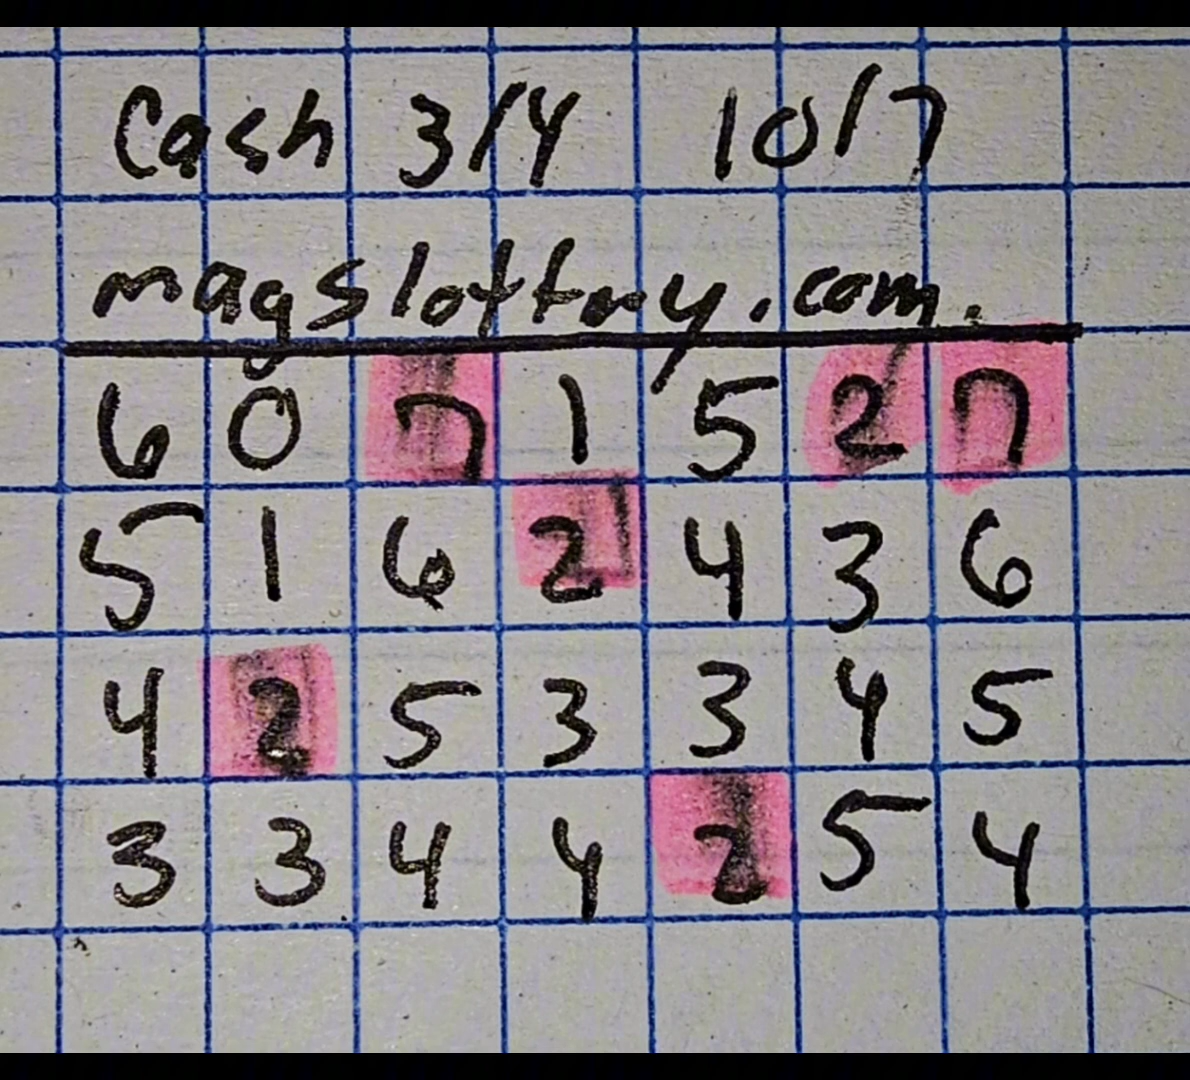 Cash 3/4 10/7
magslottry.com.
6 0 7 1 5 2 7
5 1 6 2 4 3 6
4 2 5 3 3 4 5
3 3 4 4 2 5 4